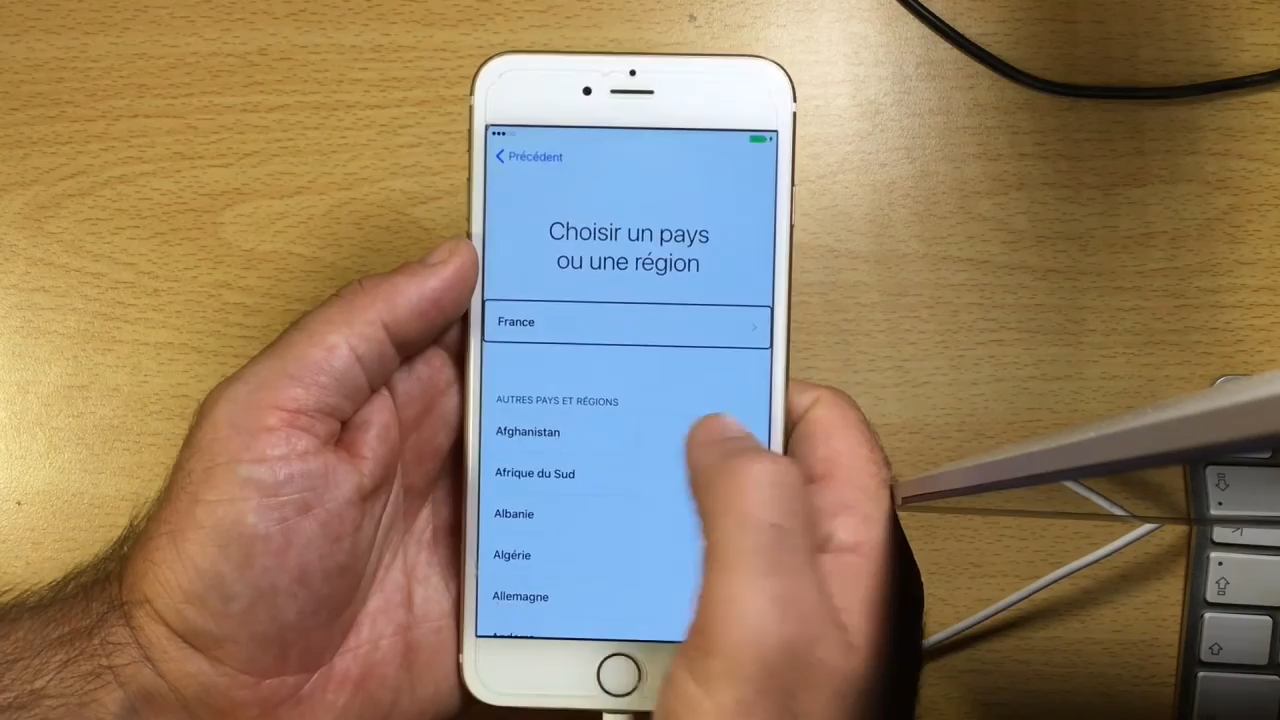 Précédent
Choisir un pays
ou une région
France
AUTRES PAYS ET RÉGIONS
Afghanistan
Afrique du Sud
Albanie
Algérie
Allemagne